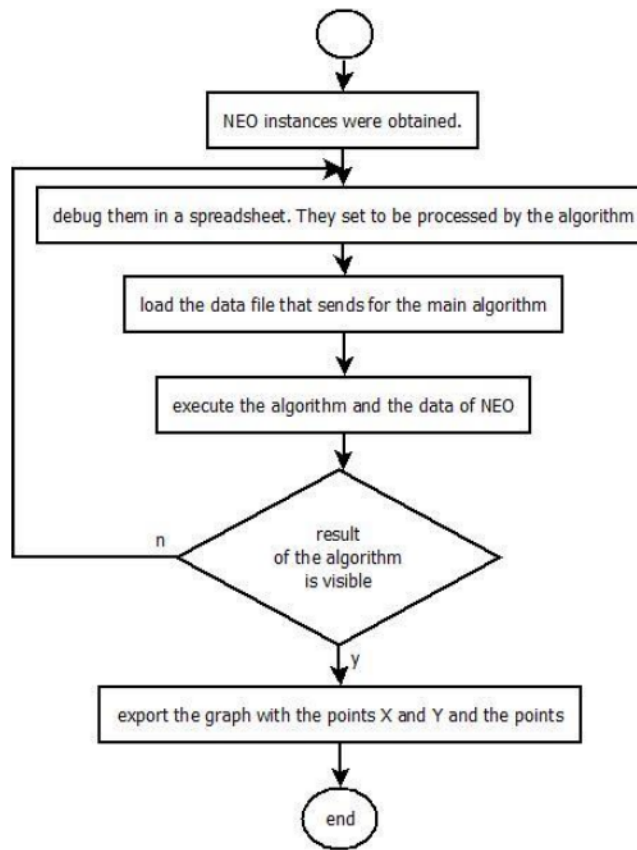 NEO instances were obtained.
debug them in a spreadsheet. They set to be processed by the algorithm
load the data file that sends for the main algorithm
execute the algorithm and the data of NEO
n
result
of the algorithm
is visible
y
export the graph with the points X and Y and the points
end